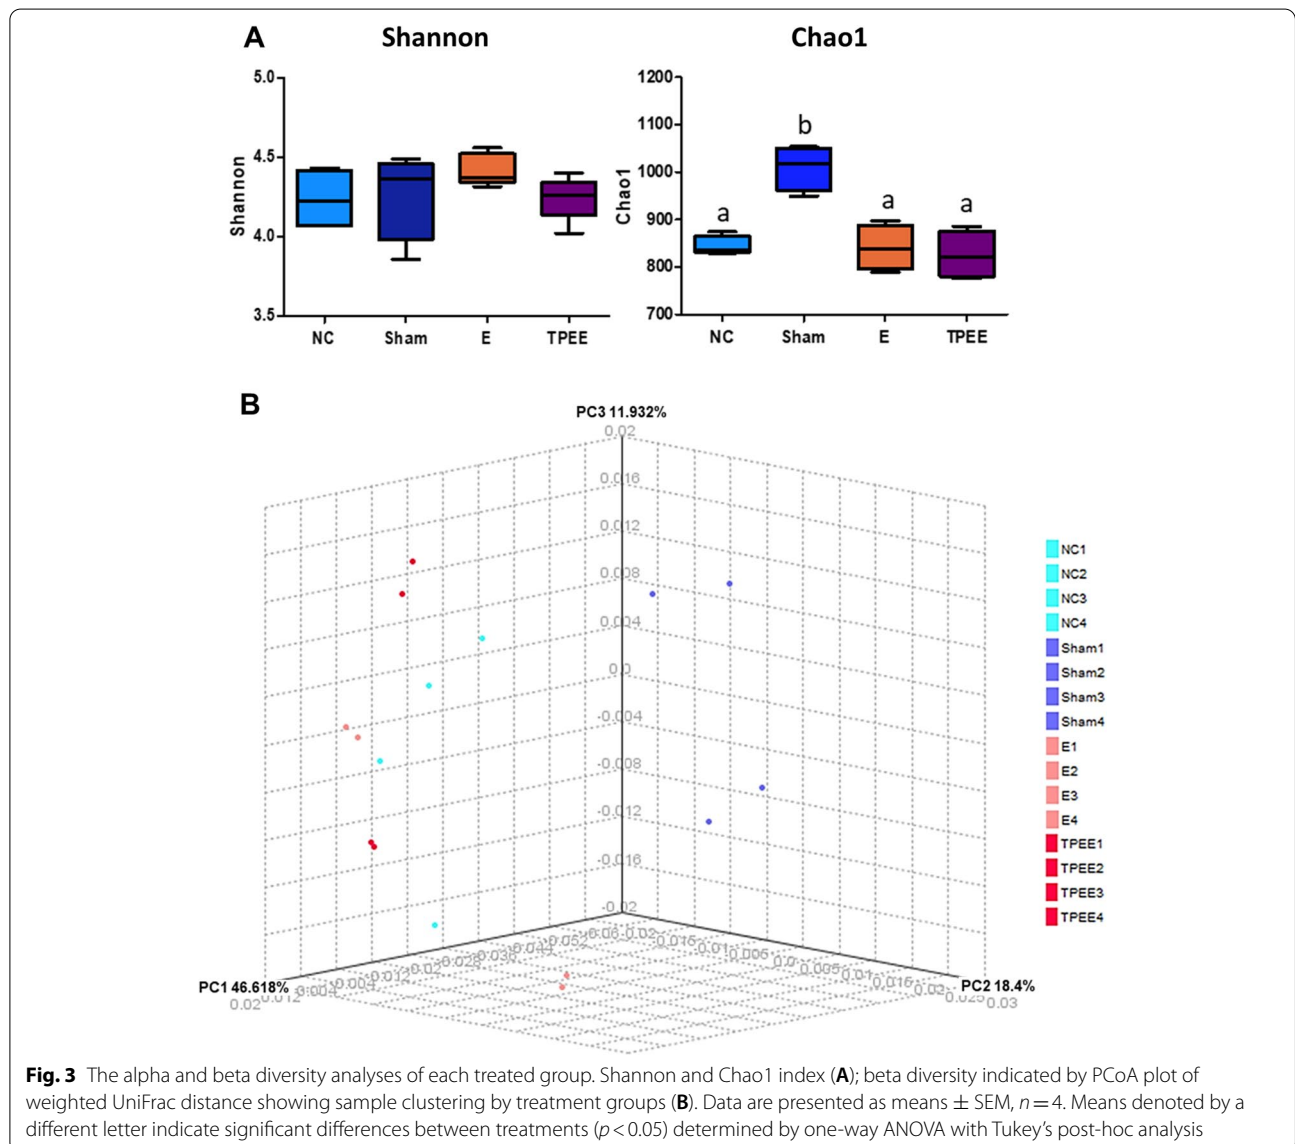 A
Shannon
Chao1
Shannon
5.0
4.5
4.0
3.5
NC
Sham
E
TPEE
Chao1
1200
1100
1000
900
800
700
a
b
a
a
NC
Sham
E
TPEE
B
PC3 11.932%
0.02
0.016
0.012
0.008
0.004
0.0
-0.004
-0.008
-0.012
-0.016
-0.02
PC1 46.618%
0.02
PC2 18.4%
0.03
NC1
NC2
NC3
NC4
Sham1
Sham2
Sham3
Sham4
E1
E2
E3
E4
TPEE1
TPEE2
TPEE3
TPEE4
Fig. 3 The alpha and beta diversity analyses of each treated group. Shannon and Chao1 index (A); beta diversity indicated by PCoA plot of
weighted UniFrac distance showing sample clustering by treatment groups (B). Data are presented as means ± SEM, n = 4. Means denoted by a
different letter indicate significant differences between treatments (p < 0.05) determined by one-way ANOVA with Tukey's post-hoc analysis